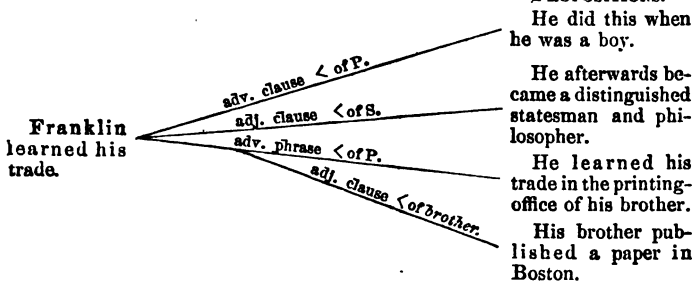 He did this when
he was a boy.
adv. clause < of P.
He afterwards be-
came a distinguished
statesman and phi-
losopher.
adj. clause < of S.
Franklin
learned his
trade.
adv. phrase < of P.
He learned his
trade in the printing-
office of his brother.
adj. clause < of brother.
His brother pub-
lished a paper in
Boston.